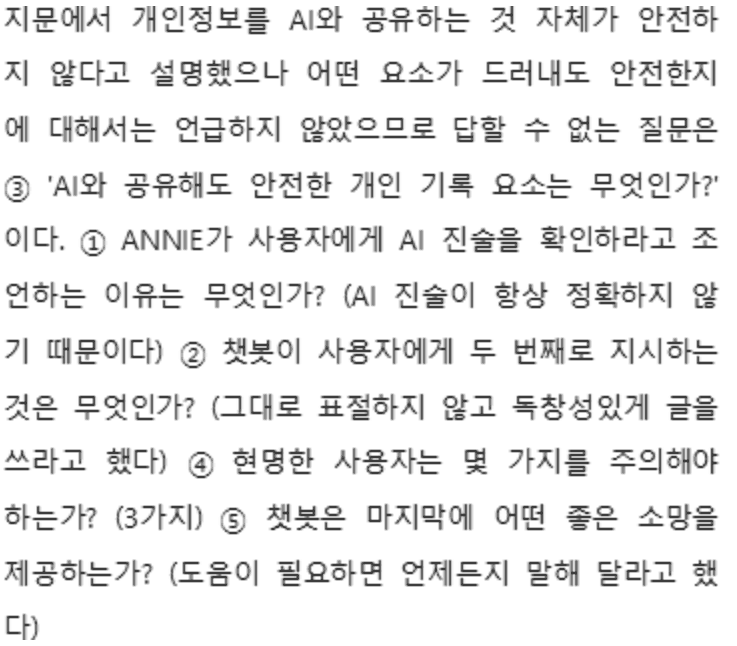 지문에서 개인정보를 AI와 공유하는 것 자체가 안전하
지 않다고 설명했으나 어떤 요소가 드러내도 안전한지
에 대해서는 언급하지 않았으므로 답할 수 없는 질문은
③ 'AI와 공유해도 안전한 개인 기록 요소는 무엇인가?'
이다. ① ANNIE가 사용자에게 AI 진술을 확인하라고 조
언하는 이유는 무엇인가? (AI 진술이 항상 정확하지 않
기 때문이다) ② 챗봇이 사용자에게 두 번째로 지시하는
것은 무엇인가? (그대로 표절하지 않고 독창성있게 글을
쓰라고 했다) ④ 현명한 사용자는 몇 가지를 주의해야
하는가? (3가지) ⑤ 챗봇은 마지막에 어떤 좋은 소망을
제공하는가? (도움이 필요하면 언제든지 말해 달라고 했
다)